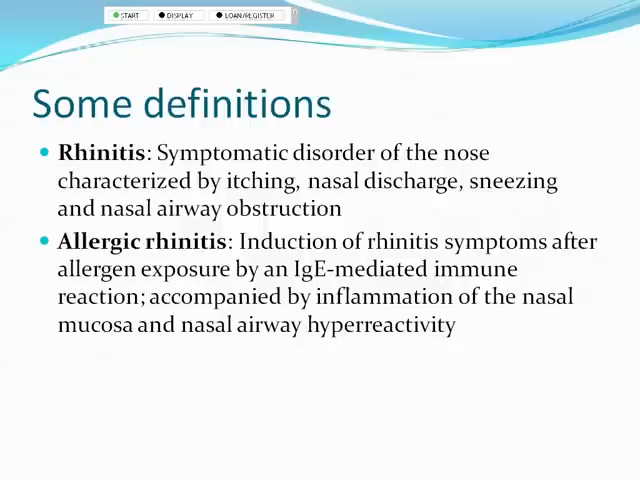 START DISPLAY LOAN/REGISTER
Some definitions
• Rhinitis: Symptomatic disorder of the nose
characterized by itching, nasal discharge, sneezing
and nasal airway obstruction
• Allergic rhinitis: Induction of rhinitis symptoms after
allergen exposure by an IgE-mediated immune
reaction; accompanied by inflammation of the nasal
mucosa and nasal airway hyperreactivity